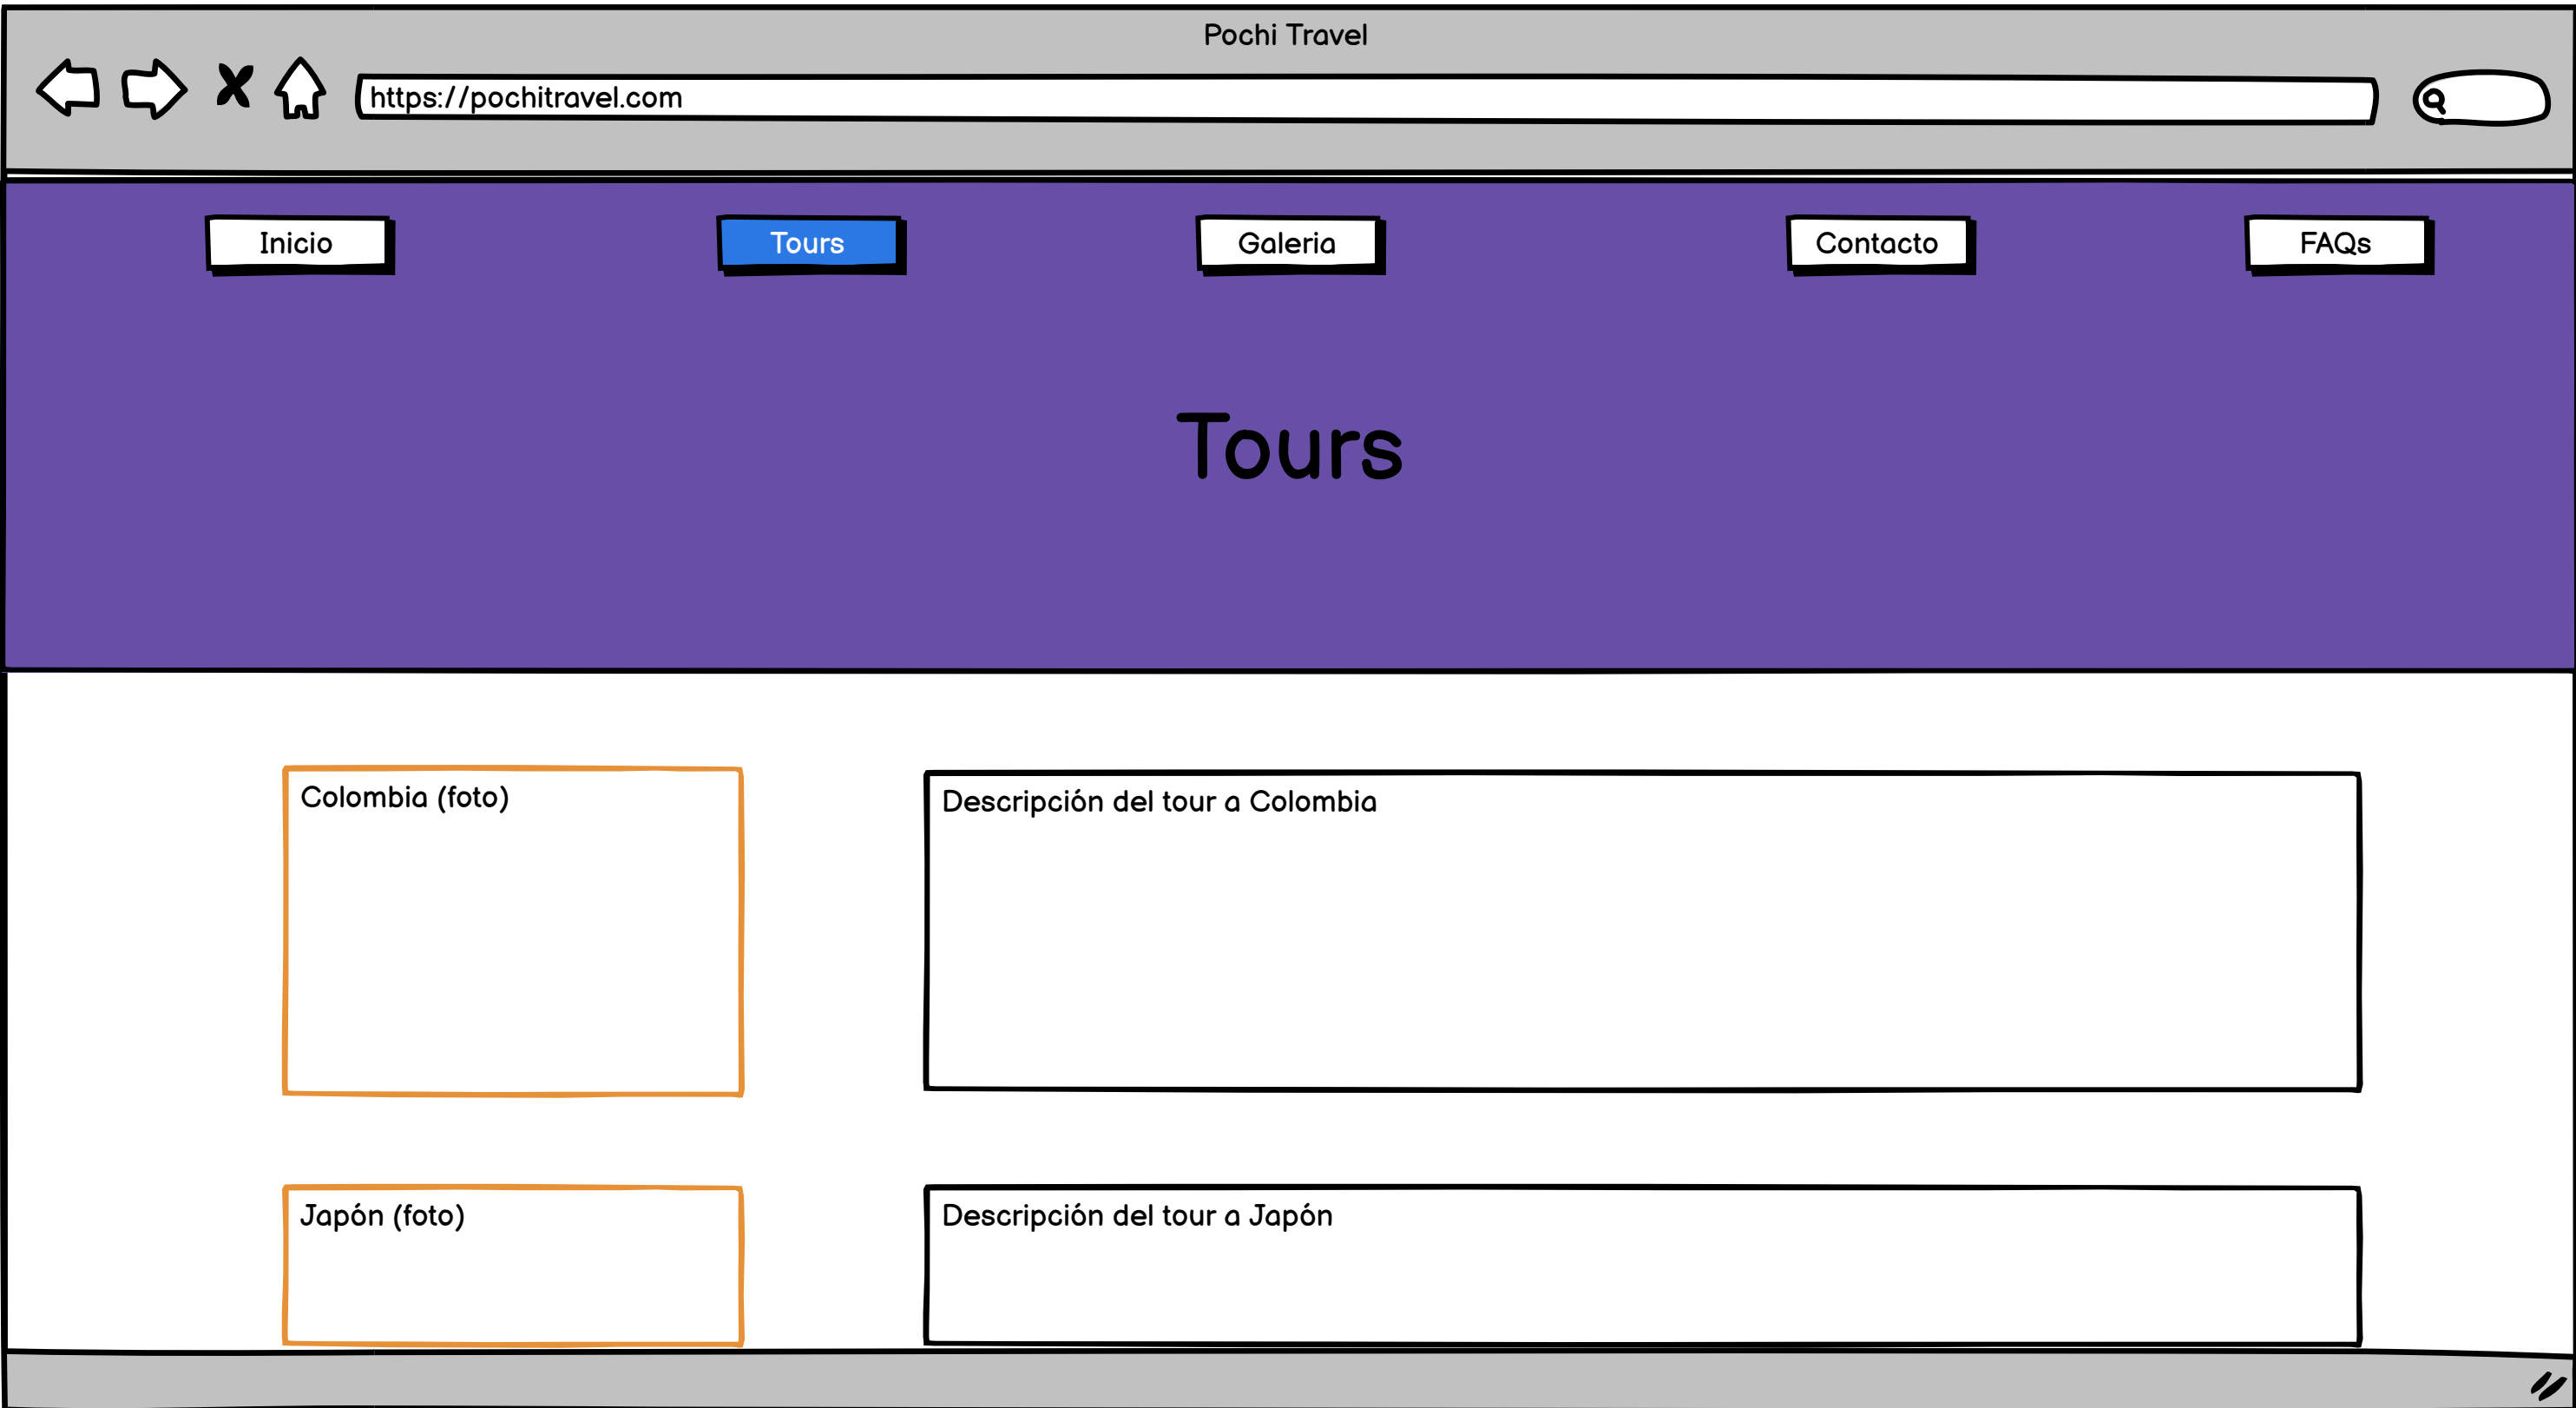 Pochi Travel
https://pochitravel.com
Inicio
Tours
Galeria
Contacto
FAQs
Tours
Colombia (foto)
Descripción del tour a Colombia
Japón (foto)
Descripción del tour a Japón